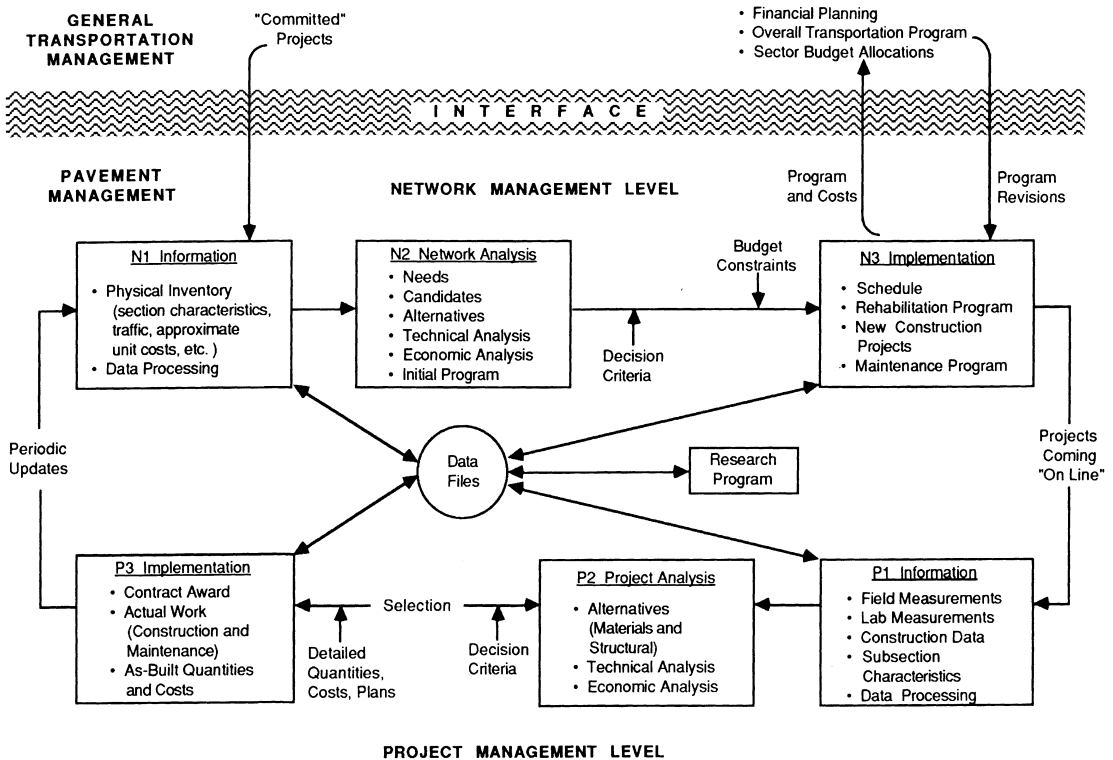 GENERAL
TRANSPORTATION
MANAGEMENT
"Committed"
Projects
• Financial Planning
• Overall Transportation Program
• Sector Budget Allocations
INTERFACE
PAVEMENT
MANAGEMENT
NETWORK MANAGEMENT LEVEL
Program
and Costs
Program
Revisions
N1 Information
• Physical Inventory
(section characteristics,
traffic, approximate
unit costs, etc. )
• Data Processing
N2 Network Analysis
• Needs
• Candidates
• Alternatives
• Technical Analysis
• Economic Analysis
• Initial Program
Budget
Constraints
Decision
Criteria
N3 Implementation
• Schedule
• Rehabilitation Program
• New Construction
Projects
• Maintenance Program
Periodic
Updates
Data
Files
Research
Program
Projects
Coming
"On Line"
P3 Implementation
• Contract Award
• Actual Work
(Construction and
Maintenance)
• As-Built Quantities
and Costs
Selection
Detailed
Quantities,
Costs, Plans
Decision
Criteria
P2 Project Analysis
• Alternatives
(Materials and
Structural)
• Technical Analysis
• Economic Analysis
P1 Information
• Field Measurements
• Lab Measurements
• Construction Data
• Subsection
Characteristics
• Data Processing
PROJECT MANAGEMENT LEVEL